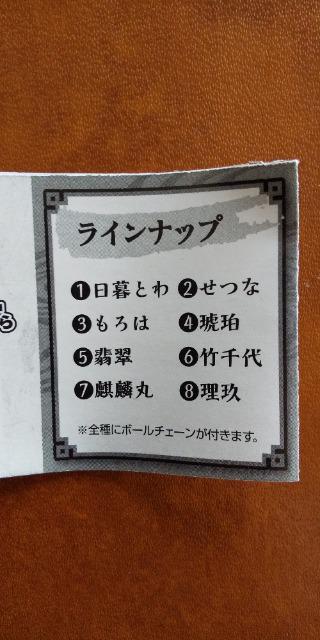 ラインナップ
❶日暮とわ ❷せつな
❸もろは ❹琥珀
❺翡翠 ❻竹千代
❼麒麟丸 ❽理玖
※全種にボールチェーンが付きます。
ら